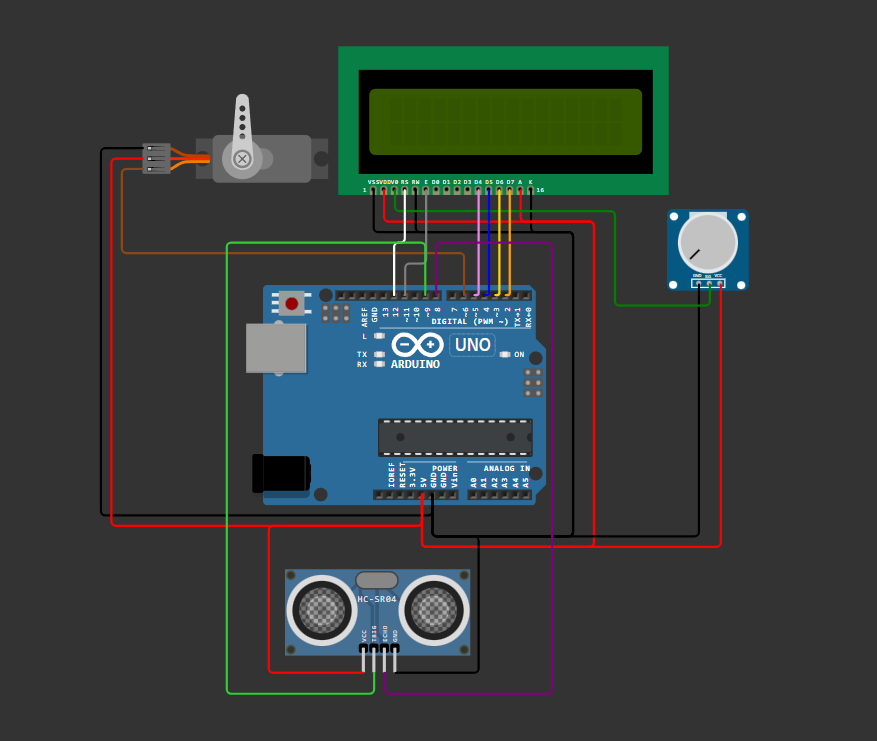 VSS VDD V0 RS RW E D0 D1 D2 D3 D4 D5 D6 D7 A K
1 16
GND SIG VCC
AREF GND 13 12 ~11 ~10 ~9 8 7 ~6 ~5 4 ~3 2 TX→1 RX←0
DIGITAL (PWM ~)
L
TX
RX
UNO
ON
ARDUINO
POWER
ANALOG IN
IOREF RESET 3.3V 5V GND GND Vin A0 A1 A2 A3 A4 A5
HC-SR04
VCC TRIG ECHO GND